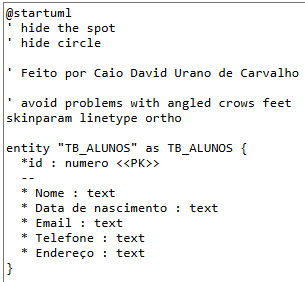 @startuml
' hide the spot
' hide circle
' Feito por Caio David Urano de Carvalho
' avoid problems with angled crows feet
skinparam linetype ortho
entity "TB_ALUNOS" as TB_ALUNOS {
*id : numero <<PK>>
--
* Nome : text
* Data de nascimento : text
* Email : text
* Telefone : text
* Endereço : text
}